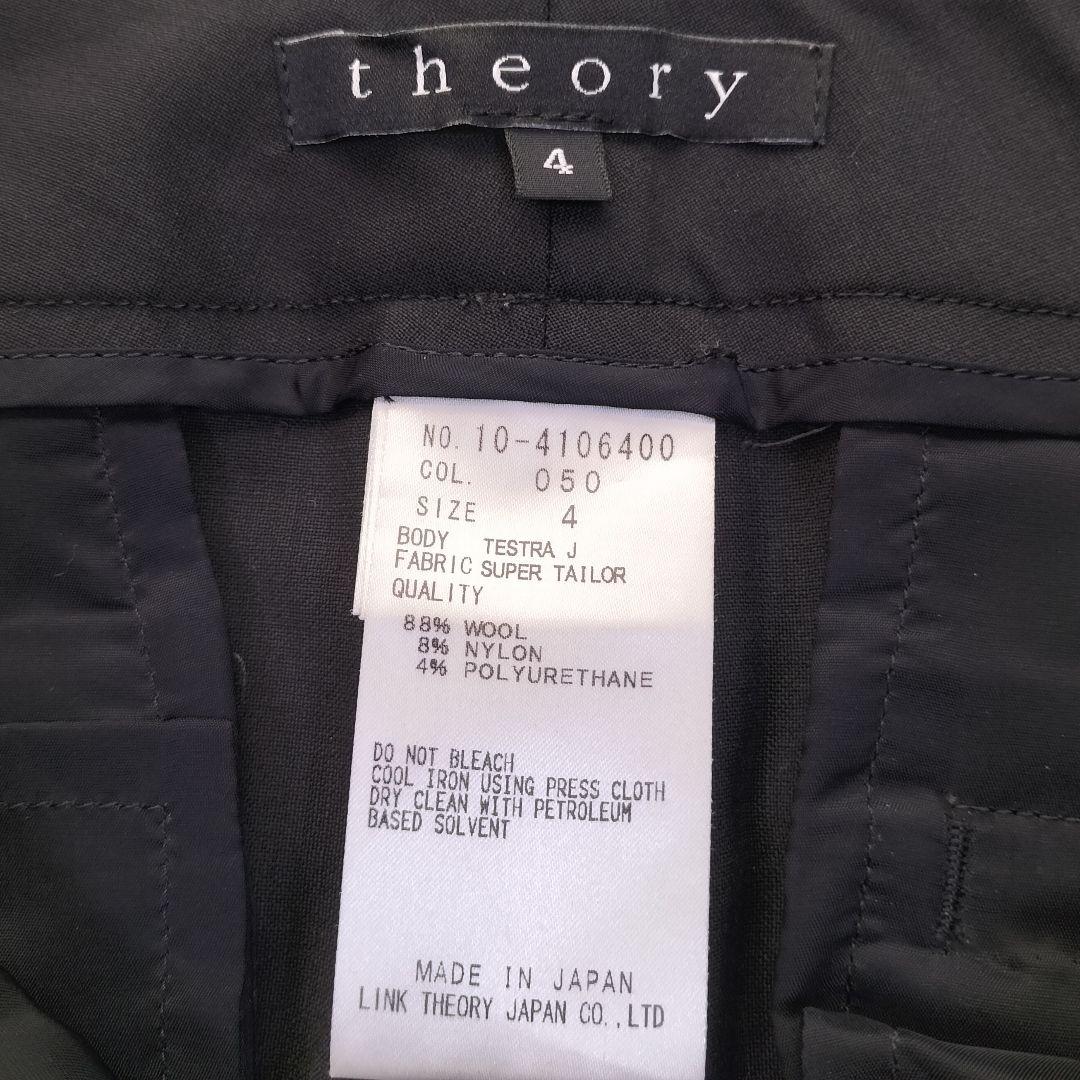 theory
4
NO. 10-4106400
COL. 050
SIZE 4
BODY TESTRA J
FABRIC SUPER TAILOR
QUALITY
88% WOOL
8% NYLON
4% POLYURETHANE
DO NOT BLEACH
COOL IRON USING PRESS CLOTH
DRY CLEAN WITH PETROLEUM
BASED SOLVENT
MADE IN JAPAN
LINK THEORY JAPAN CO.,LTD